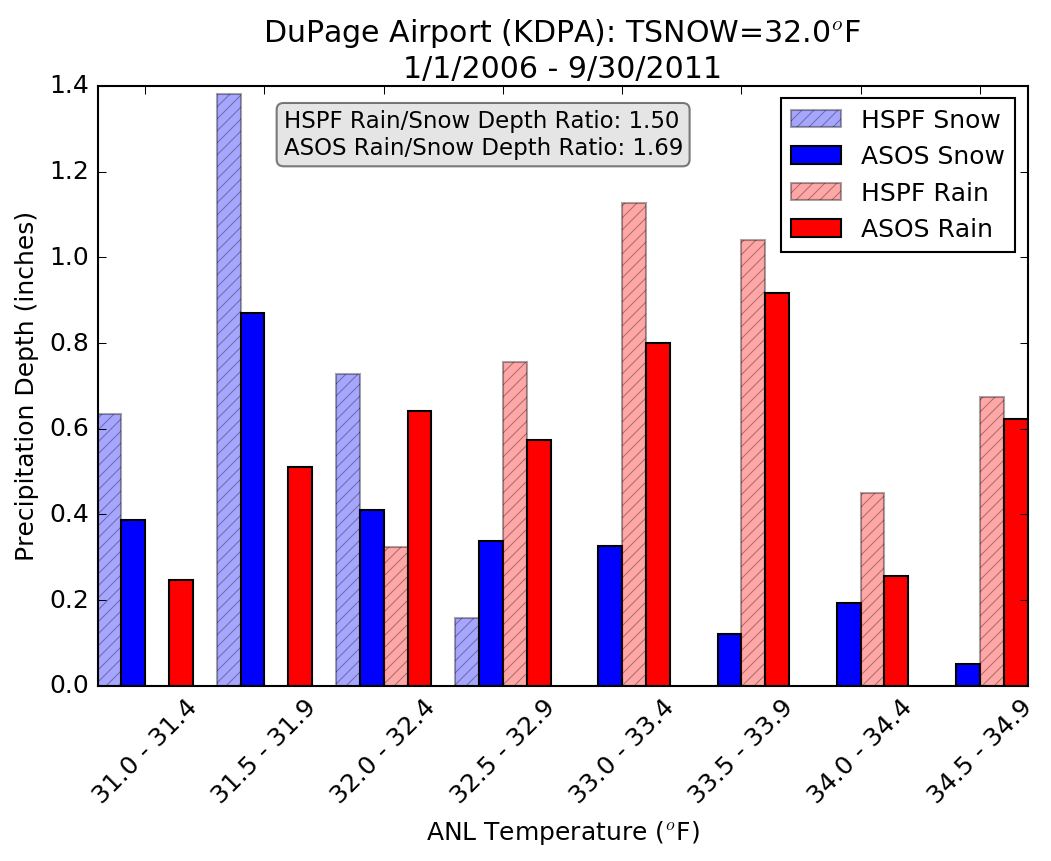 DuPage Airport (KDPA): TSNOW=32.0°F
1/1/2006 - 9/30/2011
HSPF Rain/Snow Depth Ratio: 1.50
ASOS Rain/Snow Depth Ratio: 1.69
HSPF Snow
ASOS Snow
HSPF Rain
ASOS Rain
Precipitation Depth (inches)
1.4
1.2
1.0
0.8
0.6
0.4
0.2
0.0
31.0 - 31.4
31.5 - 31.9
32.0 - 32.4
32.5 - 32.9
33.0 - 33.4
33.5 - 33.9
34.0 - 34.4
34.5 - 34.9
ANL Temperature (°F)